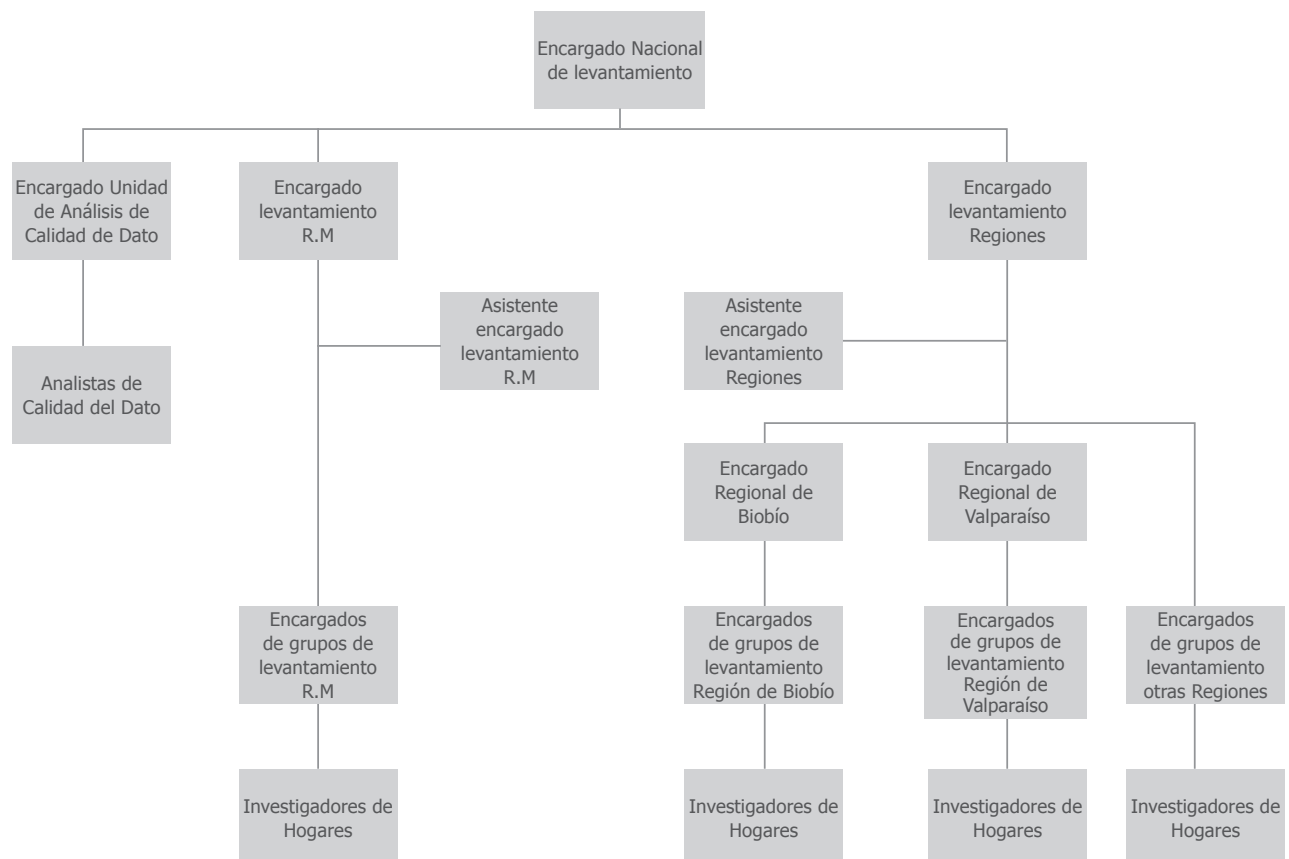 Encargado Nacional
de levantamiento
Encargado Unidad
de Análisis de
Calidad de Dato
Encargado
levantamiento
R.M
Encargado
levantamiento
Regiones
Asistente
encargado
levantamiento
R.M
Asistente
encargado
levantamiento
Regiones
Analistas de
Calidad del Dato
Encargado
Regional de
Biobío
Encargado
Regional de
Valparaíso
Encargados
de grupos de
levantamiento
R.M
Encargados
de grupos de
levantamiento
Región de Biobío
Encargados
de grupos de
levantamiento
Región de
Valparaíso
Encargados
de grupos de
levantamiento
otras Regiones
Investigadores de
Hogares
Investigadores de
Hogares
Investigadores de
Hogares
Investigadores de
Hogares